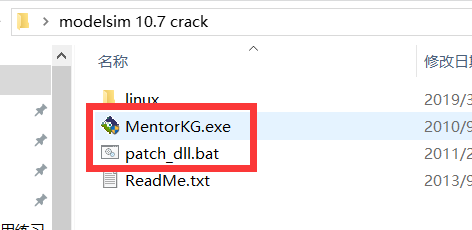 modelsim 10.7 crack
名称
修改日期
linux
2019/3
MentorKG.exe
2010/9
patch_dll.bat
2011/2
ReadMe.txt
2013/9